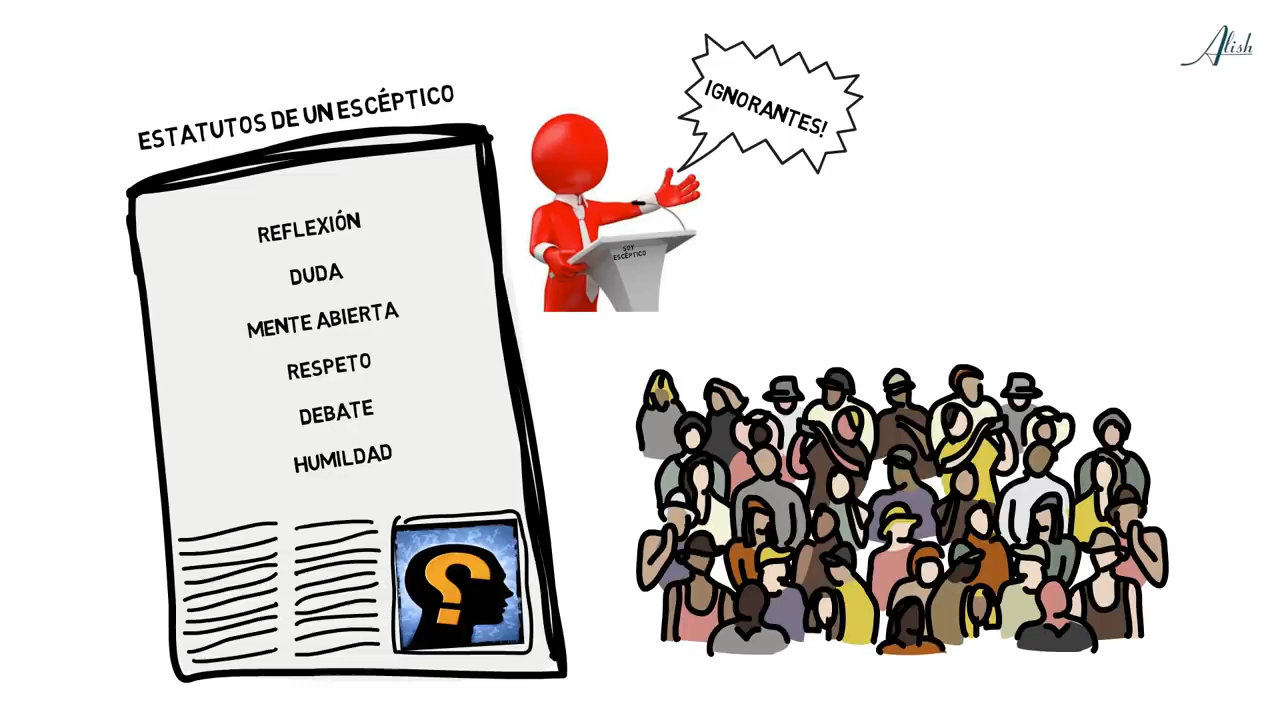 ESTATUTOS DE UN ESCÉPTICO
REFLEXIÓN
DUDA
MENTE ABIERTA
RESPETO
DEBATE
HUMILDAD
IGNORANTES!
SOY
ESCÉPTICO
Alish